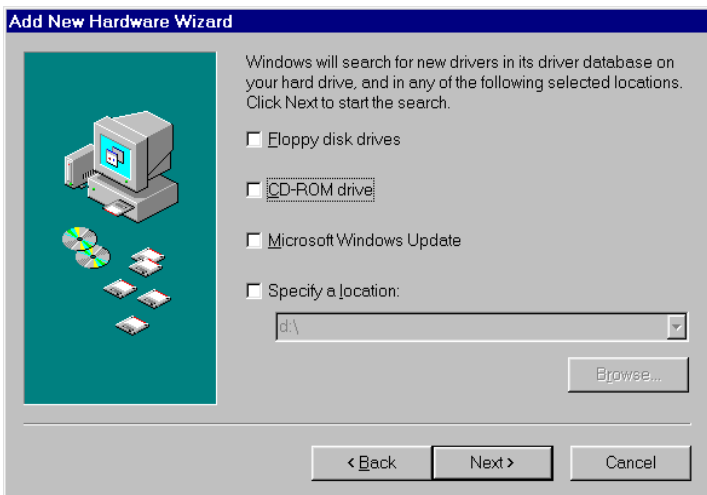 Add New Hardware Wizard
Windows will search for new drivers in its driver database on
your hard drive, and in any of the following selected locations.
Click Next to start the search.
Floppy disk drives
CD-ROM drive
Microsoft Windows Update
Specify a location:
d:\
Browse...
< Back Next > Cancel